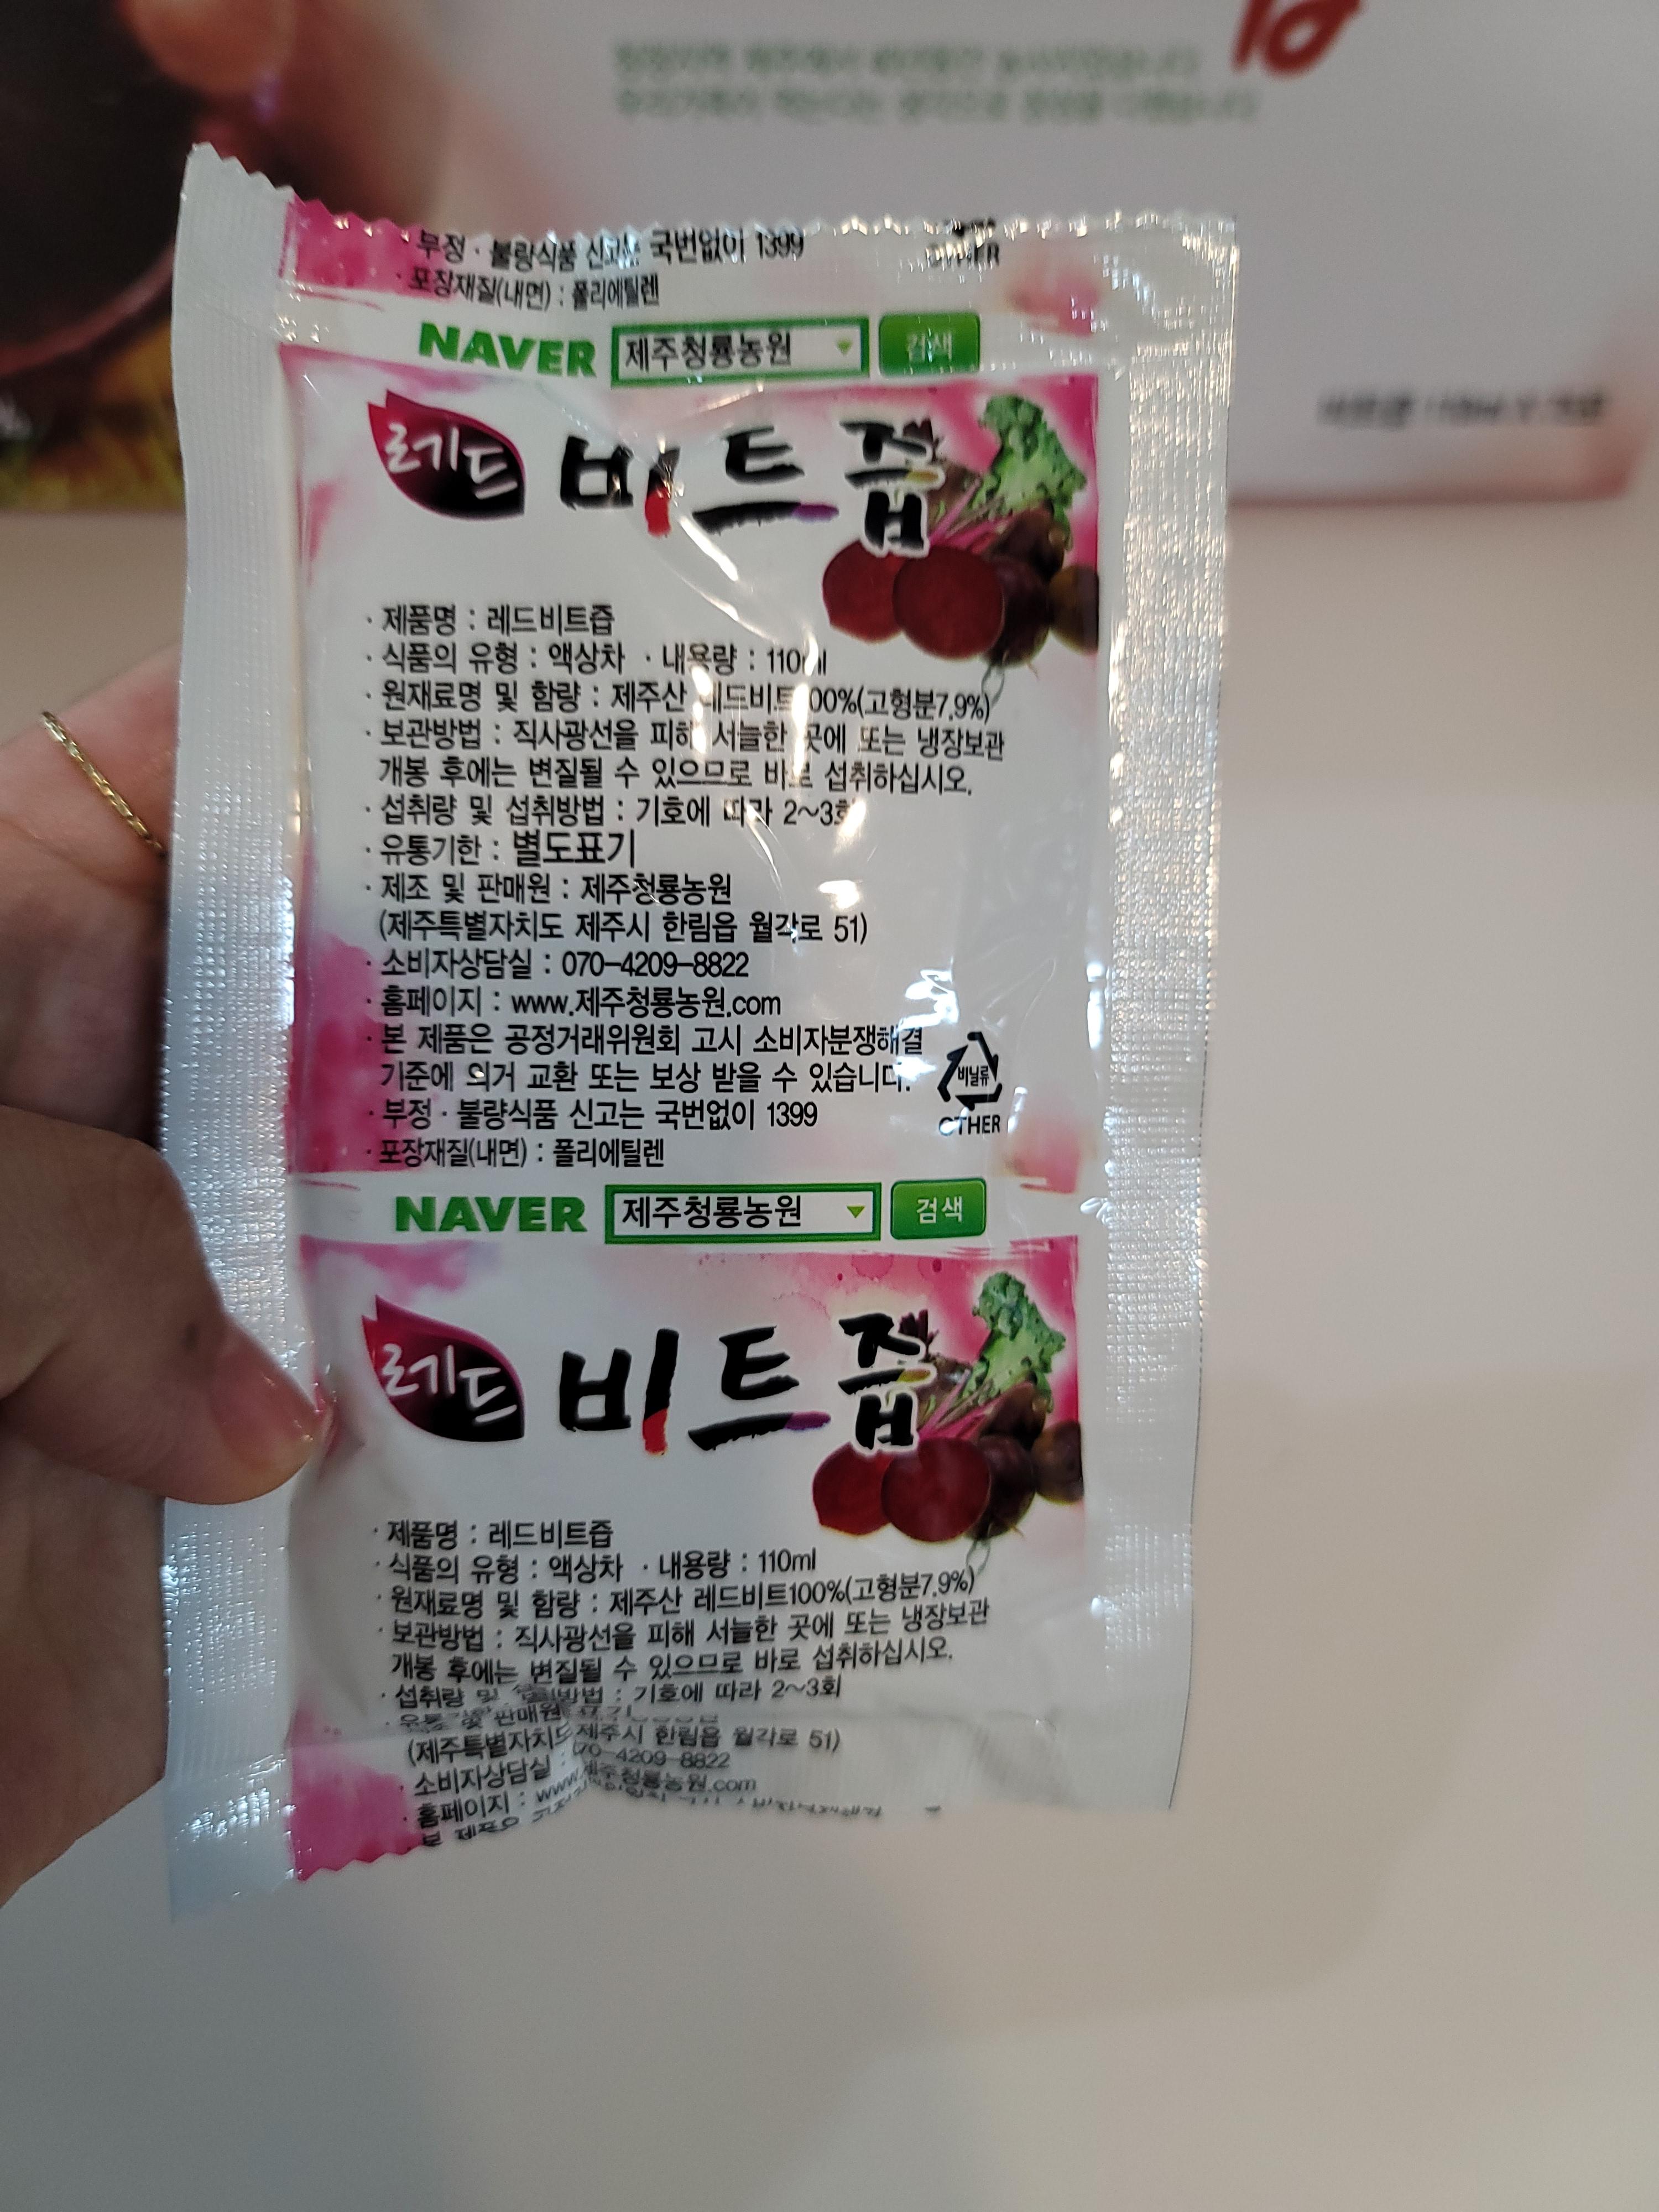 · 부정 · 불량식품 신고는 국번없이 1399
· 포장재질(내면) : 폴리에틸렌
NAVER 제주청룡농원 검색
레드 비트즙
· 제품명 : 레드비트즙
· 식품의 유형 : 액상차 · 내용량 : 110ml
· 원재료명 및 함량 : 제주산 레드비트100%(고형분7.9%)
· 보관방법 : 직사광선을 피해 서늘한 곳에 또는 냉장보관
개봉 후에는 변질될 수 있으므로 바로 섭취하십시오.
· 섭취량 및 섭취방법 : 기호에 따라 2~3회
· 유통기한 : 별도표기
· 제조 및 판매원 : 제주청룡농원
(제주특별자치도 제주시 한림읍 월각로 51)
· 소비자상담실 : 070-4209-8822
· 홈페이지 : www.제주청룡농원.com
· 본 제품은 공정거래위원회 고시 소비자분쟁해결
기준에 의거 교환 또는 보상 받을 수 있습니다.
비닐류
OTHER
· 부정 · 불량식품 신고는 국번없이 1399
· 포장재질(내면) : 폴리에틸렌
NAVER 제주청룡농원 검색
레드 비트즙
· 제품명 : 레드비트즙
· 식품의 유형 : 액상차 · 내용량 : 110ml
· 원재료명 및 함량 : 제주산 레드비트100%(고형분7.9%)
· 보관방법 : 직사광선을 피해 서늘한 곳에 또는 냉장보관
개봉 후에는 변질될 수 있으므로 바로 섭취하십시오.
· 섭취량 및 방법 : 기호에 따라 2~3회
및 판매원
(제주특별자치도 제주시 한림읍 월각로 51)
· 소비자상담실 : 070-4209-8822
· 홈페이지 : www.제주청룡농원.com
본 제품은